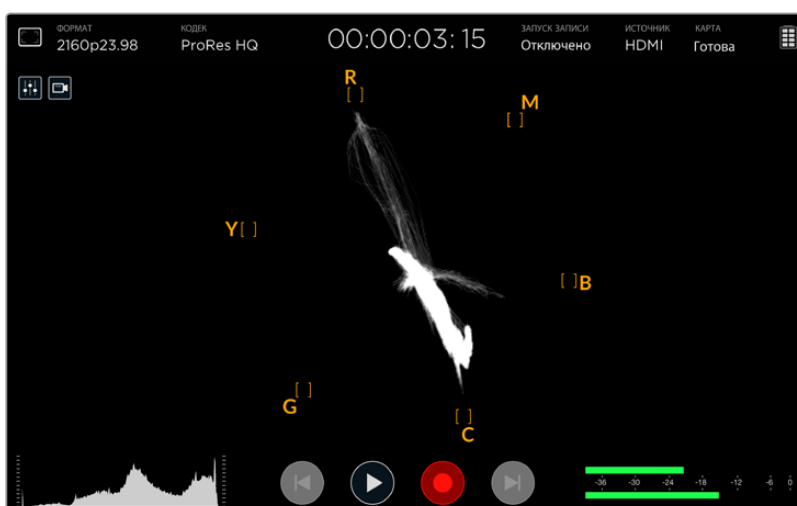 ФОРМАТ
2160p23.98
КОДЕК
ProRes HQ
00:00:03:15
ЗАПУСК ЗАПИСИ
Отключено
ИСТОЧНИК
HDMI
КАРТА
Готова
R
M
Y
B
G
C
-36 -30 -24 -18 -12 -6 0